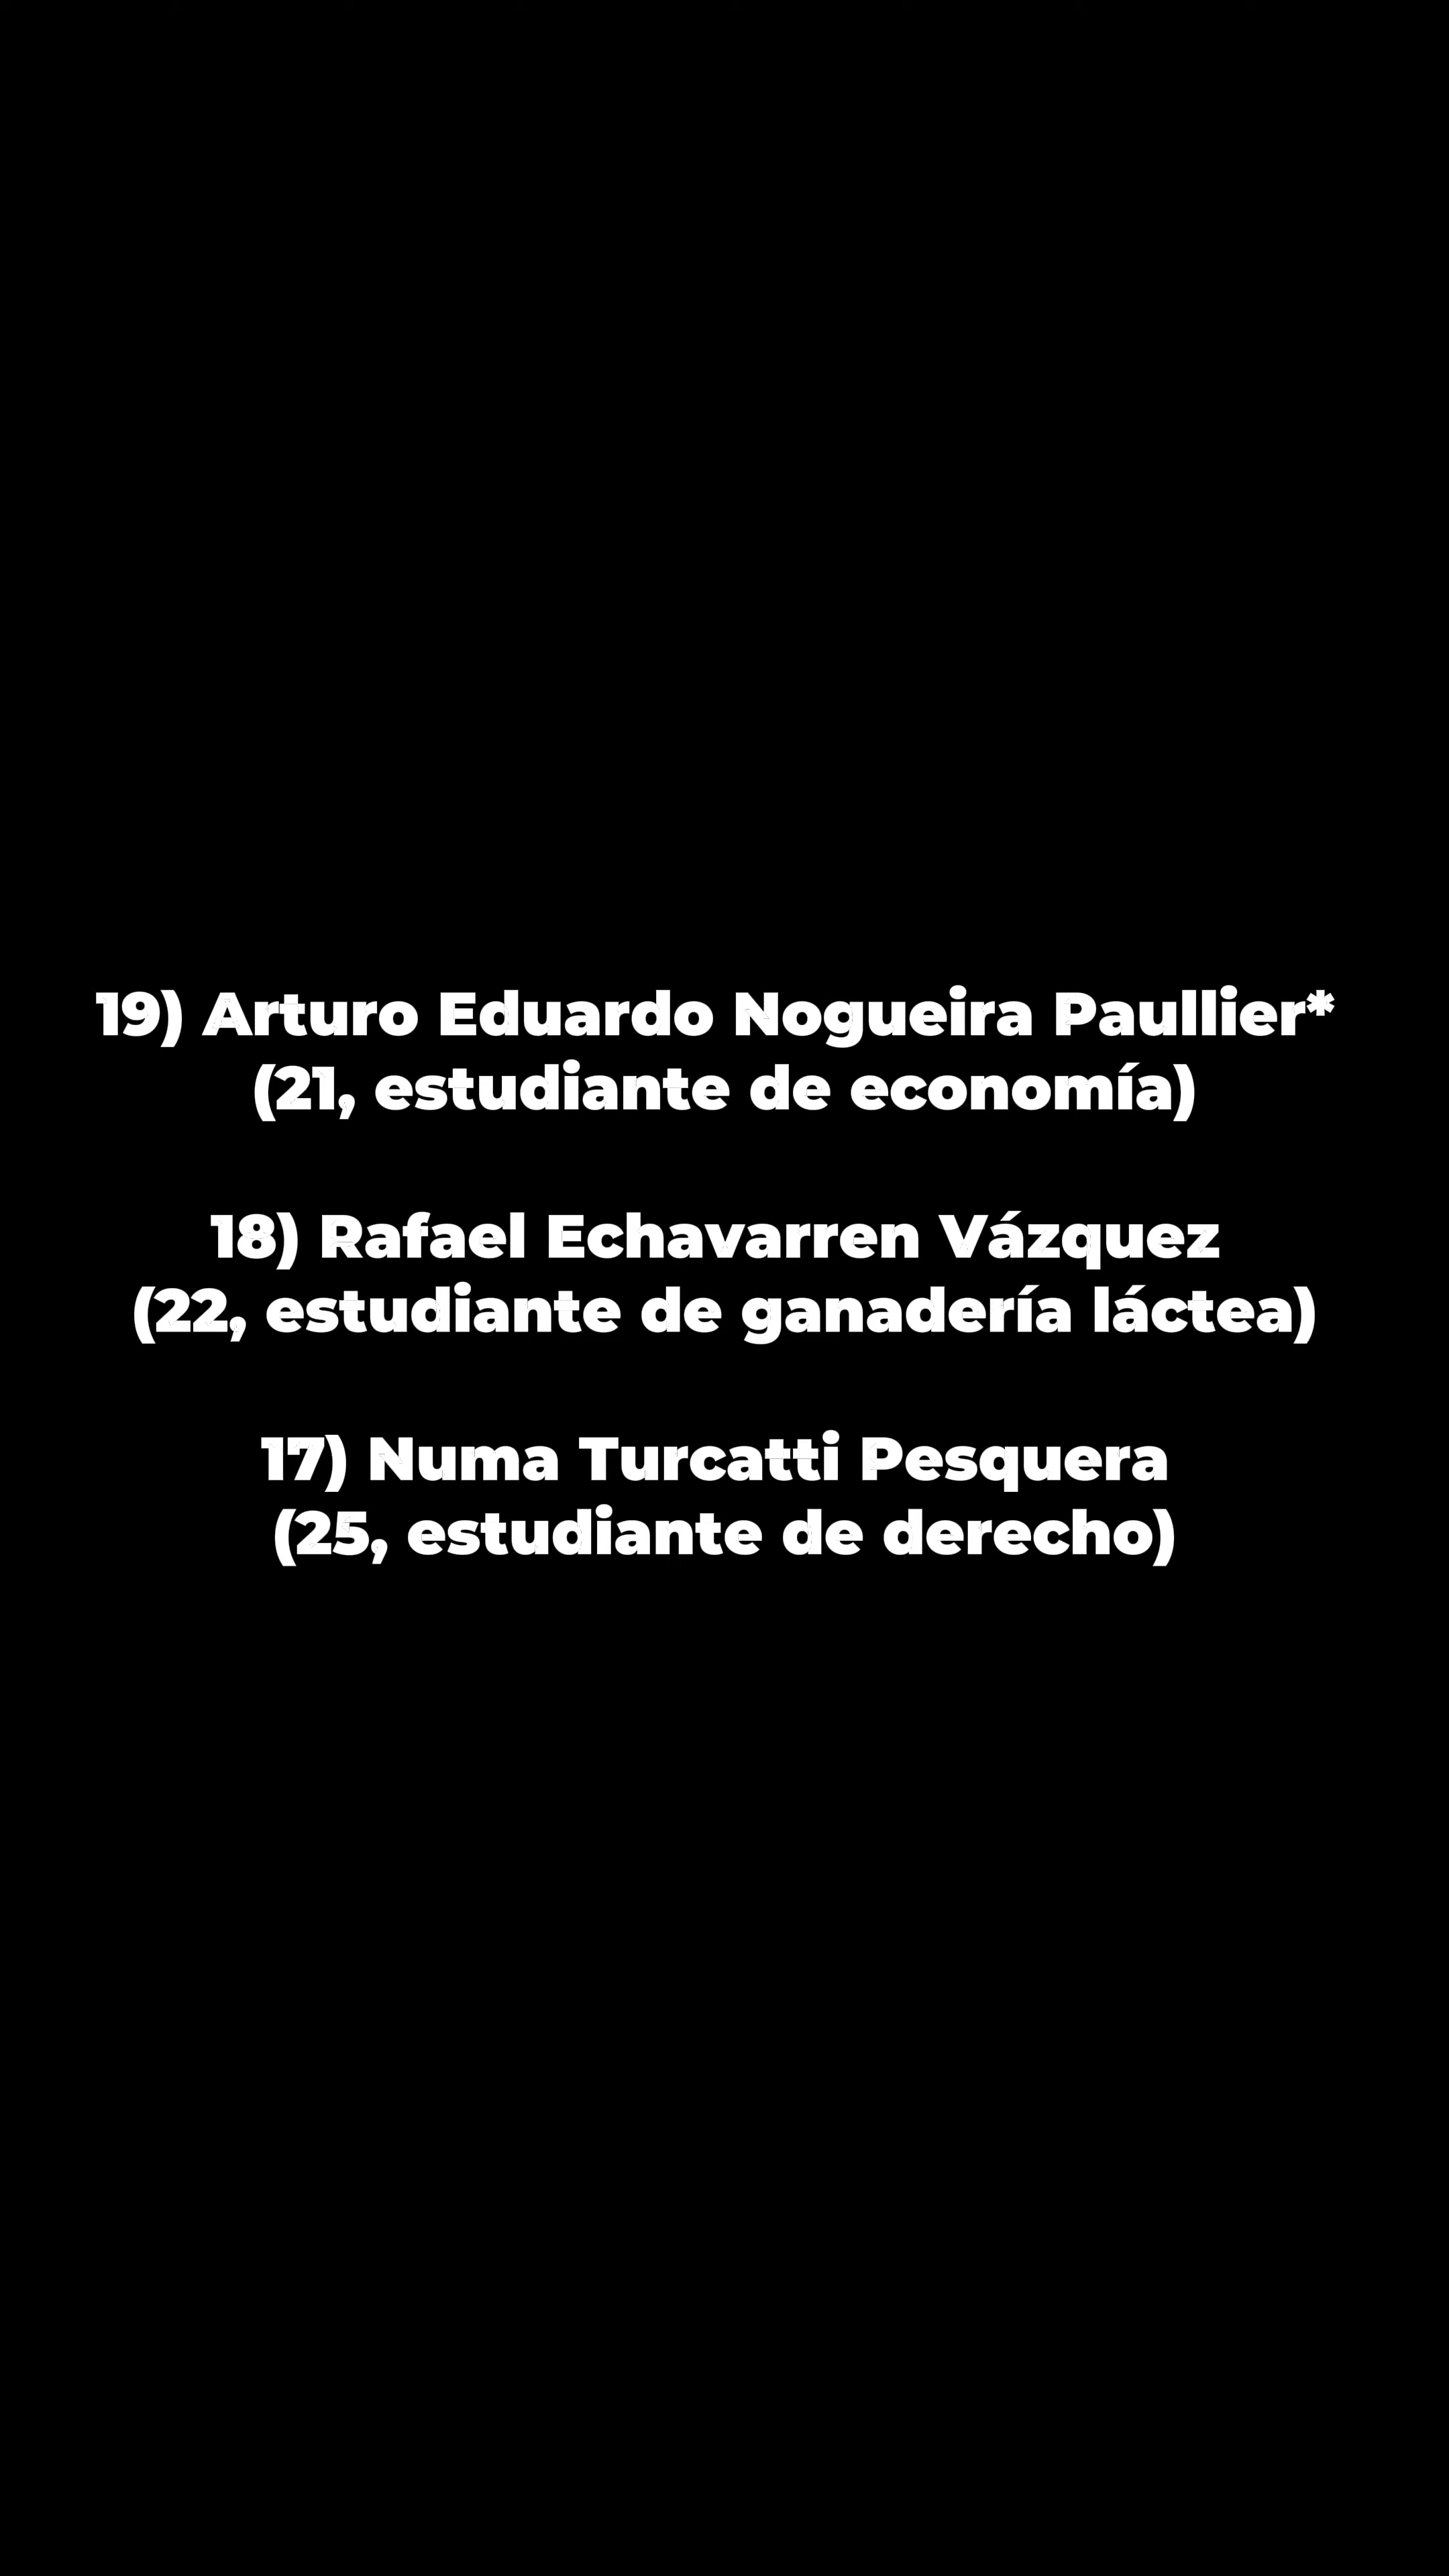 19) Arturo Eduardo Nogueira Paullier*
(21, estudiante de economía)
18) Rafael Echavarren Vázquez
(22, estudiante de ganadería láctea)
17) Numa Turcatti Pesquera
(25, estudiante de derecho)